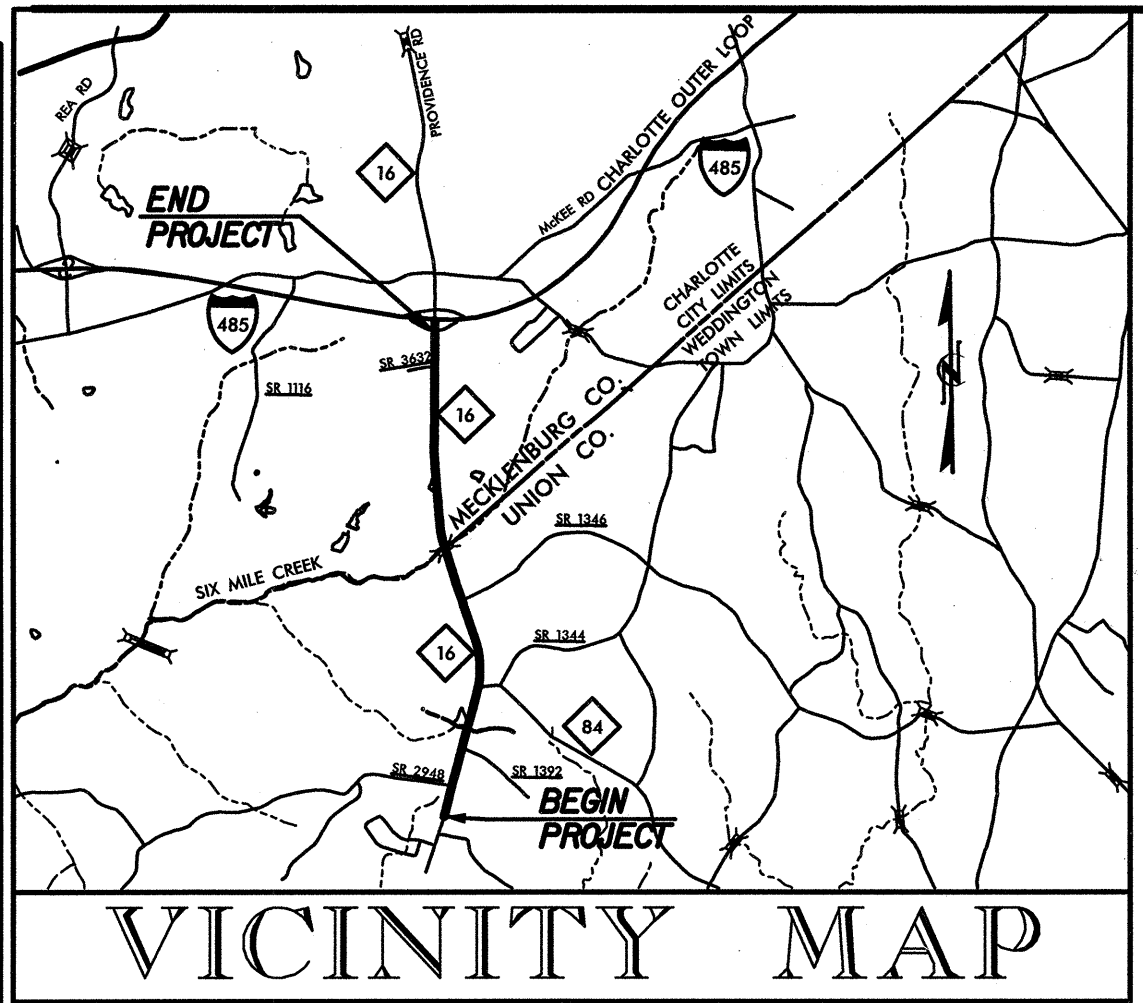 REA RD
PROVIDENCE RD
16
END
PROJECT
McKEE RD
CHARLOTTE OUTER LOOP
485
CHARLOTTE
CITY LIMITS
WEDDINGTON
TOWN LIMITS
485
SR 3632
SR 1116
16
N
MECKLENBURG CO.
UNION CO.
SR 1346
SIX MILE CREEK
SR 1344
16
84
SR 2948
SR 1392
BEGIN
PROJECT
VICINITY MAP